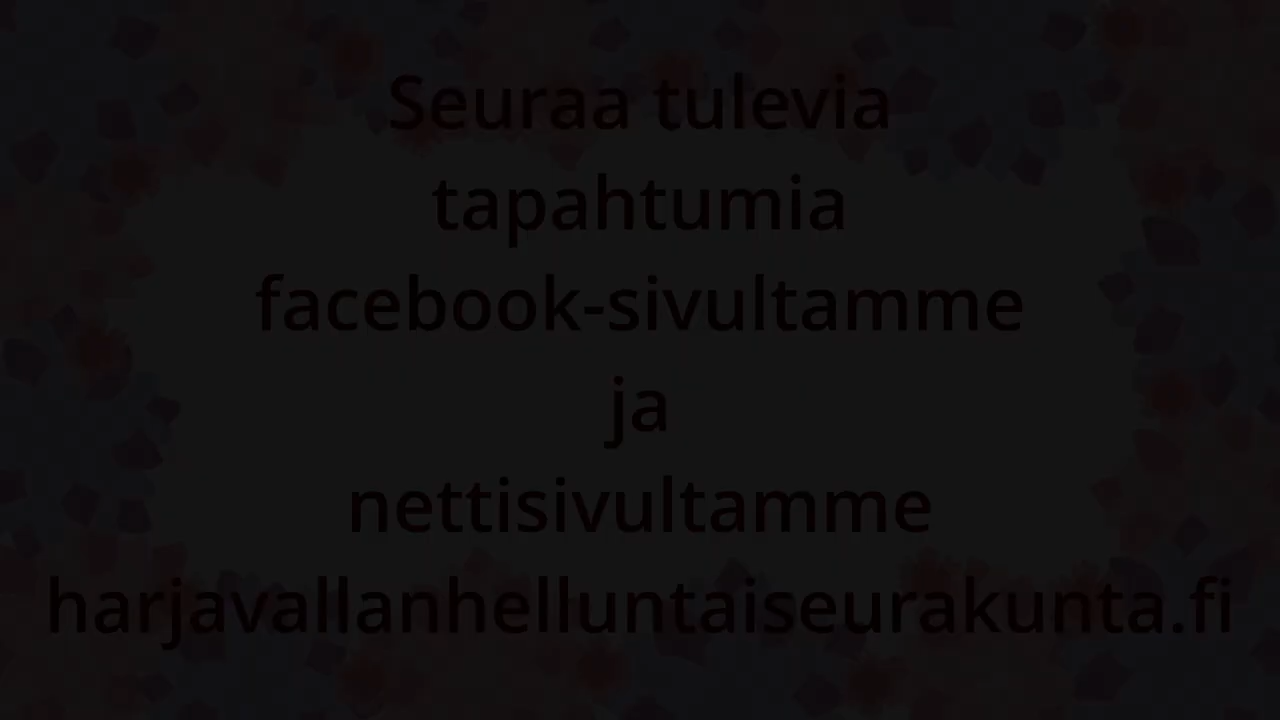 Seuraa tulevia
tapahtumia
facebook-sivultamme
ja
nettisivultamme
harjavallanhelluntaiseurakunta.fi